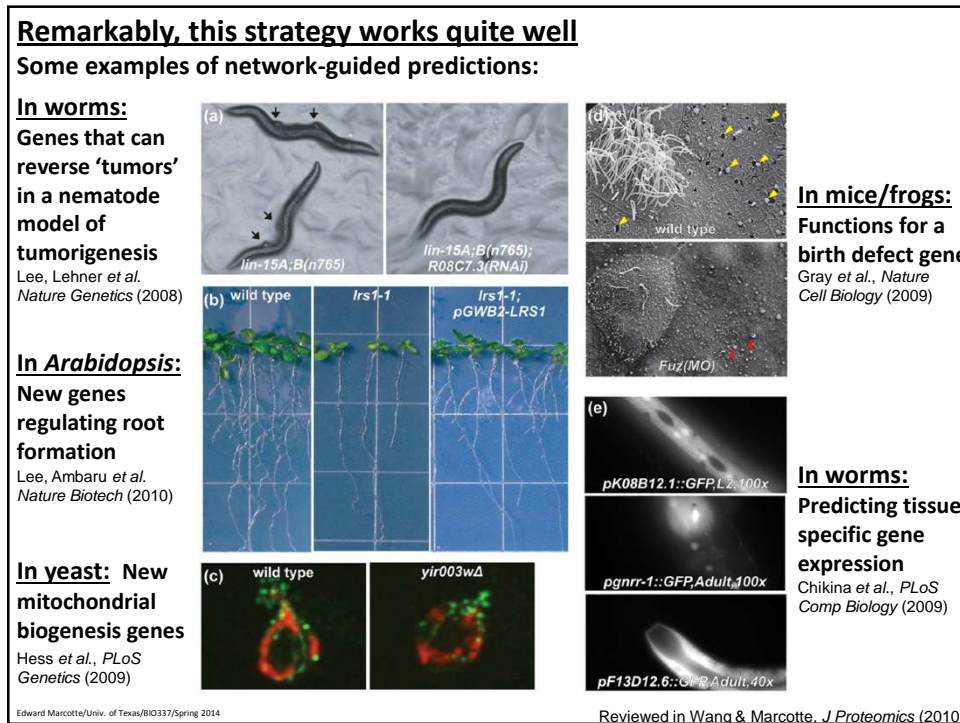 Remarkably, this strategy works quite well
Some examples of network-guided predictions:
In worms:
Genes that can
reverse ‘tumors’
in a nematode
model of
tumorigenesis
Lee, Lehner et al.
Nature Genetics (2008)
In Arabidopsis:
New genes
regulating root
formation
Lee, Ambaru et al.
Nature Biotech (2010)
In yeast: New
mitochondrial
biogenesis genes
Hess et al., PLoS
Genetics (2009)
(a)
lin-15A;B(n765)
lin-15A;B(n765);
R08C7.3(RNAi)
(b) wild type
lrs1-1
lrs1-1;
pGWB2-LRS1
(c) wild type
yir003wΔ
(d)
wild type
Fuz(MO)
(e)
pK08B12.1::GFP,L2,100x
pgnrr-1::GFP,Adult,100x
pF13D12.6::GFP,Adult,40x
In mice/frogs:
Functions for a
birth defect gene
Gray et al., Nature
Cell Biology (2009)
In worms:
Predicting tissue
specific gene
expression
Chikina et al., PLoS
Comp Biology (2009)
Edward Marcotte/Univ. of Texas/BIO337/Spring 2014
Reviewed in Wang & Marcotte, J Proteomics (2010